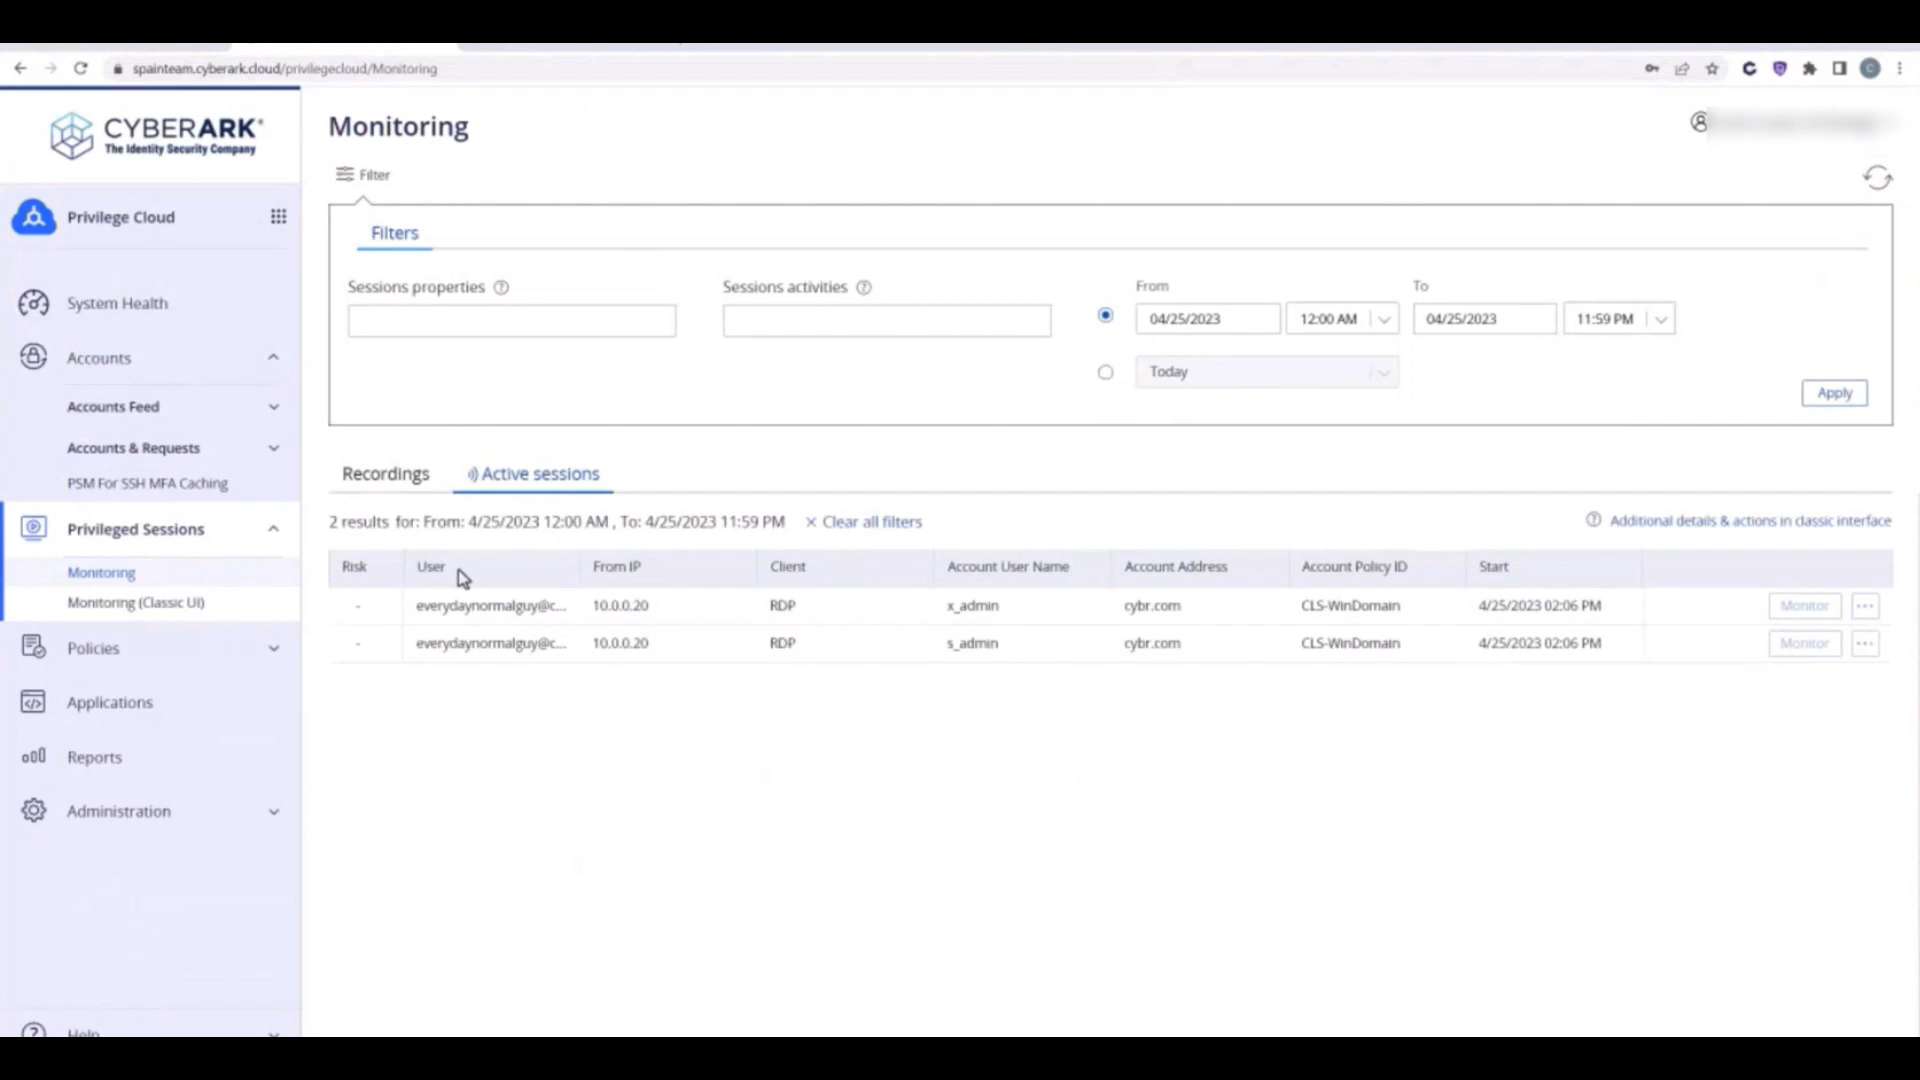 spainteam.cyberark.cloud/privilegecloud/Monitoring
CYBERARK®
The Identity Security Company
Privilege Cloud
System Health
Accounts
Accounts Feed
Accounts & Requests
PSM For SSH MFA Caching
Privileged Sessions
Monitoring
Monitoring (Classic UI)
Policies
Applications
Reports
Administration
Help
Monitoring
Filter
Filters
Sessions properties ?
Sessions activities ?
From
To
04/25/2023 12:00 AM 04/25/2023 11:59 PM
Today
Apply
Recordings Active sessions
2 results for: From: 4/25/2023 12:00 AM , To: 4/25/2023 11:59 PM × Clear all filters
? Additional details & actions in classic interface
Risk User From IP Client Account User Name Account Address Account Policy ID Start
- everydaynormalguy@c... 10.0.0.20 RDP x_admin cybr.com CLS-WinDomain 4/25/2023 02:06 PM Monitor ...
- everydaynormalguy@c... 10.0.0.20 RDP s_admin cybr.com CLS-WinDomain 4/25/2023 02:06 PM Monitor ...